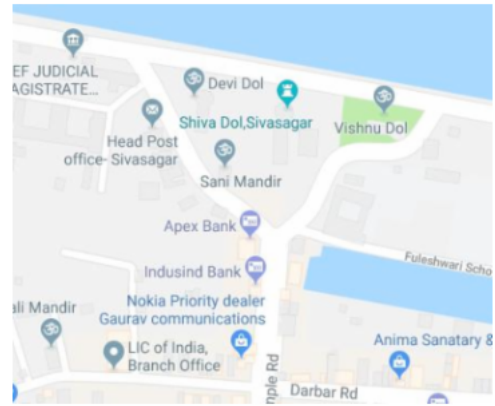 EF JUDICIAL
AGISTRATE...
Devi Dol
Shiva Dol,Sivasagar
Vishnu Dol
Head Post
office- Sivasagar
Sani Mandir
Apex Bank
Fuleshwari Scho
Indusind Bank
ali Mandir
Nokia Priority dealer
Gaurav communications
LIC of India,
Branch Office
Anima Sanatary &
mple Rd
Darbar Rd